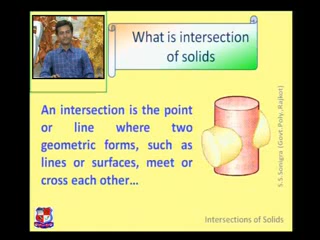 What is intersection
of solids
An intersection is the point
or line where two
geometric forms, such as
lines or surfaces, meet or
cross each other…
S.S.Sonigra (Govt.Poly.,Rajkot)
Intersections of Solids